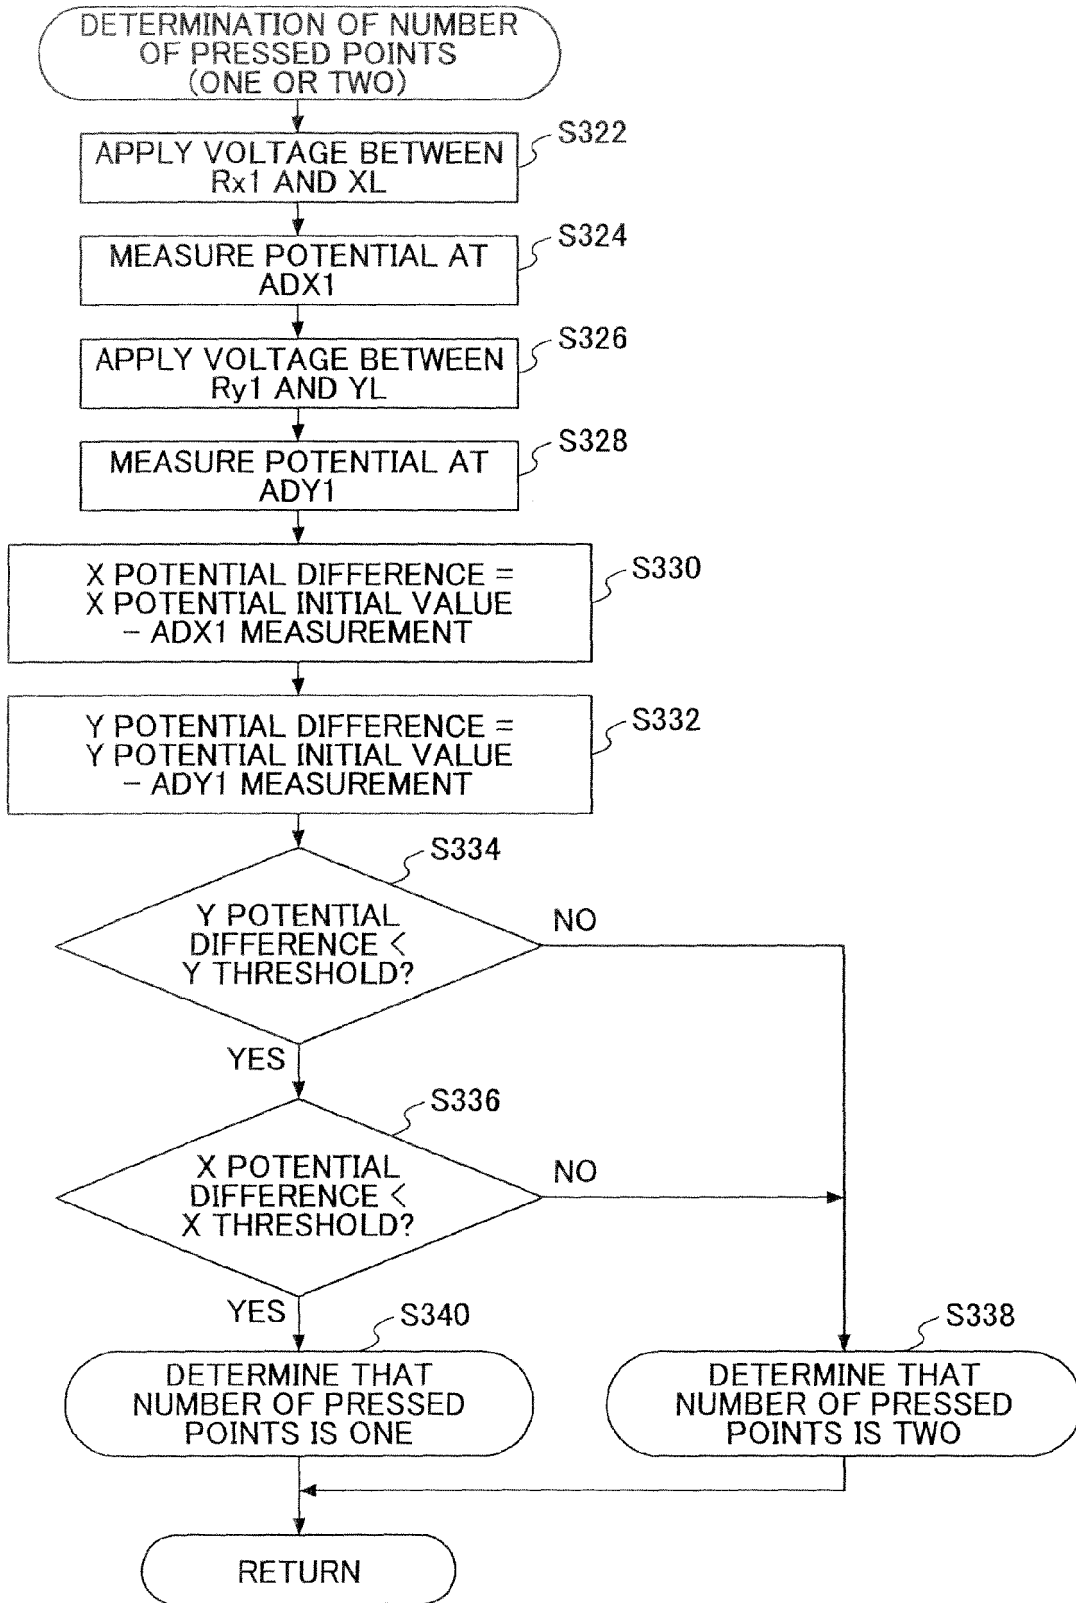 DETERMINATION OF NUMBER
OF PRESSED POINTS
(ONE OR TWO)
S322
APPLY VOLTAGE BETWEEN
Rx1 AND XL
S324
MEASURE POTENTIAL AT
ADX1
S326
APPLY VOLTAGE BETWEEN
Ry1 AND YL
S328
MEASURE POTENTIAL AT
ADY1
S330
X POTENTIAL DIFFERENCE =
X POTENTIAL INITIAL VALUE
– ADX1 MEASUREMENT
S332
Y POTENTIAL DIFFERENCE =
Y POTENTIAL INITIAL VALUE
– ADY1 MEASUREMENT
S334
Y POTENTIAL
DIFFERENCE <
Y THRESHOLD?
NO
YES
S336
X POTENTIAL
DIFFERENCE <
X THRESHOLD?
NO
YES
S340
DETERMINE THAT
NUMBER OF PRESSED
POINTS IS ONE
S338
DETERMINE THAT
NUMBER OF PRESSED
POINTS IS TWO
RETURN